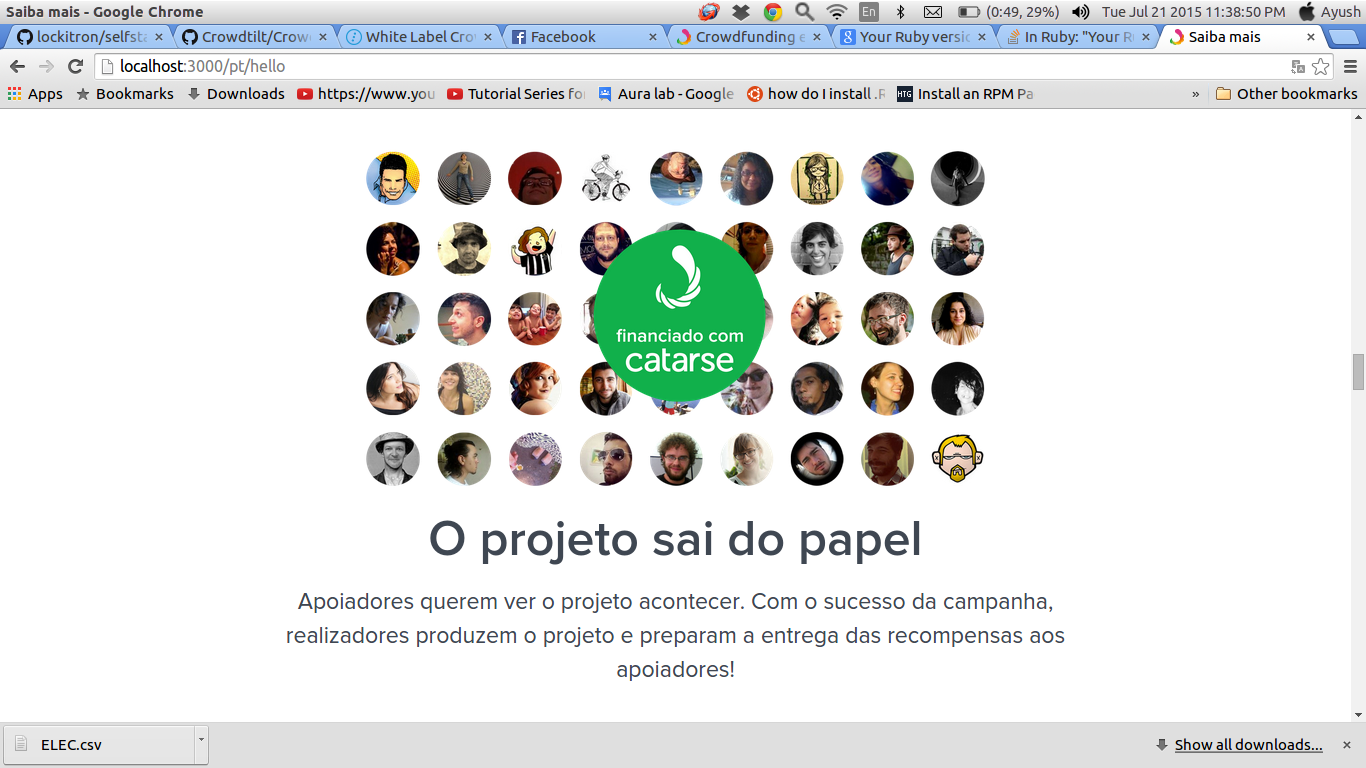 Saiba mais - Google Chrome
En
(0:49, 29%)
Tue Jul 21 2015 11:38:50 PM
Ayush
lockitron/selfsta
Crowdtilt/Crow
White Label Cro
Facebook
Crowdfunding e
Your Ruby versio
In Ruby: "Your R
Saiba mais
localhost:3000/pt/hello
Apps
Bookmarks
Downloads
https://www.you
Tutorial Series for
Aura lab - Google
how do I install .R
HTG
Install an RPM Pa
»
Other bookmarks
financiado com
catarse
O projeto sai do papel
Apoiadores querem ver o projeto acontecer. Com o sucesso da campanha,
realizadores produzem o projeto e preparam a entrega das recompensas aos
apoiadores!
ELEC.csv
Show all downloads...